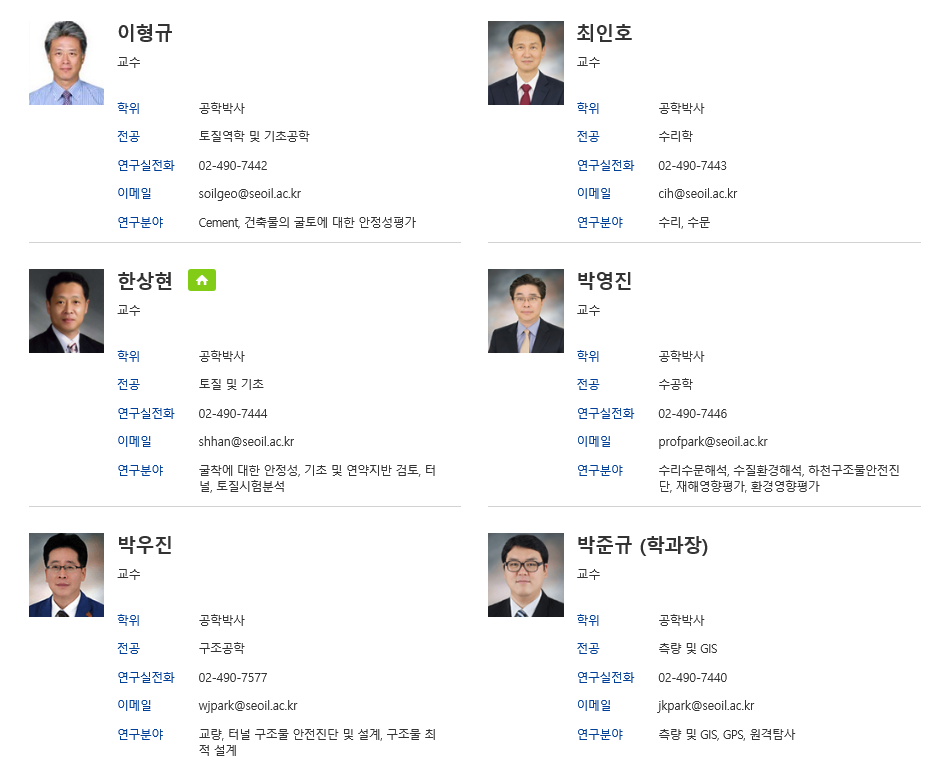 이형규
교수
학위 공학박사
전공 토질역학 및 기초공학
연구실전화 02-490-7442
이메일 soilgeo@seoil.ac.kr
연구분야 Cement, 건축물의 굴토에 대한 안정성평가
최인호
교수
학위 공학박사
전공 수리학
연구실전화 02-490-7443
이메일 cih@seoil.ac.kr
연구분야 수리, 수문
한상현
교수
학위 공학박사
전공 토질 및 기초
연구실전화 02-490-7444
이메일 shhan@seoil.ac.kr
연구분야 굴착에 대한 안정성, 기초 및 연약지반 검토, 터
널, 토질시험분석
박영진
교수
학위 공학박사
전공 수공학
연구실전화 02-490-7446
이메일 profpark@seoil.ac.kr
연구분야 수리수문해석, 수질환경해석, 하천구조물안전진
단, 재해영향평가, 환경영향평가
박우진
교수
학위 공학박사
전공 구조공학
연구실전화 02-490-7577
이메일 wjpark@seoil.ac.kr
연구분야 교량, 터널 구조물 안전진단 및 설계, 구조물 최
적 설계
박준규 (학과장)
교수
학위 공학박사
전공 측량 및 GIS
연구실전화 02-490-7440
이메일 jkpark@seoil.ac.kr
연구분야 측량 및 GIS, GPS, 원격탐사